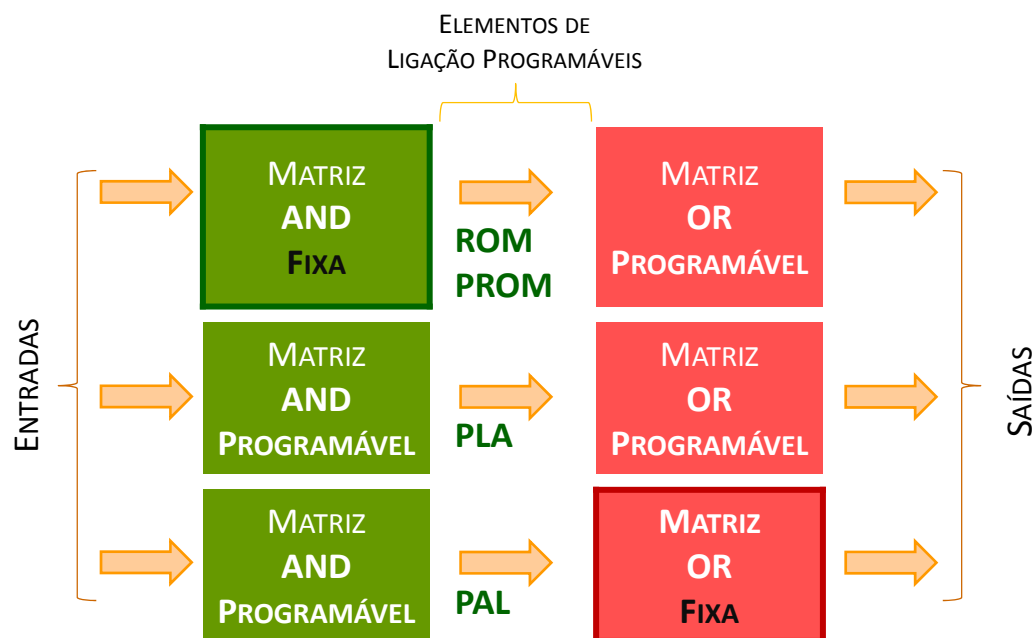 ELEMENTOS DE
LIGAÇÃO PROGRAMÁVEIS
ENTRADAS
MATRIZ
AND
FIXA
ROM
PROM
MATRIZ
OR
PROGRAMÁVEL
MATRIZ
AND
PROGRAMÁVEL
PLA
MATRIZ
OR
PROGRAMÁVEL
MATRIZ
AND
PROGRAMÁVEL
PAL
MATRIZ
OR
FIXA
SAÍDAS